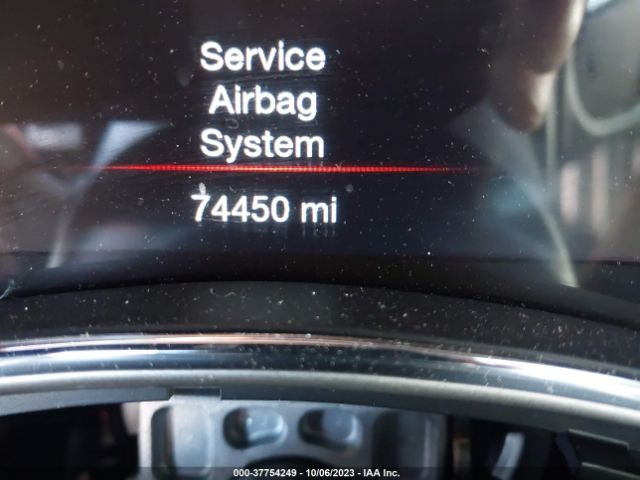 Service
Airbag
System
74450 mi
000-37754249 - 10/06/2023 - IAA Inc.